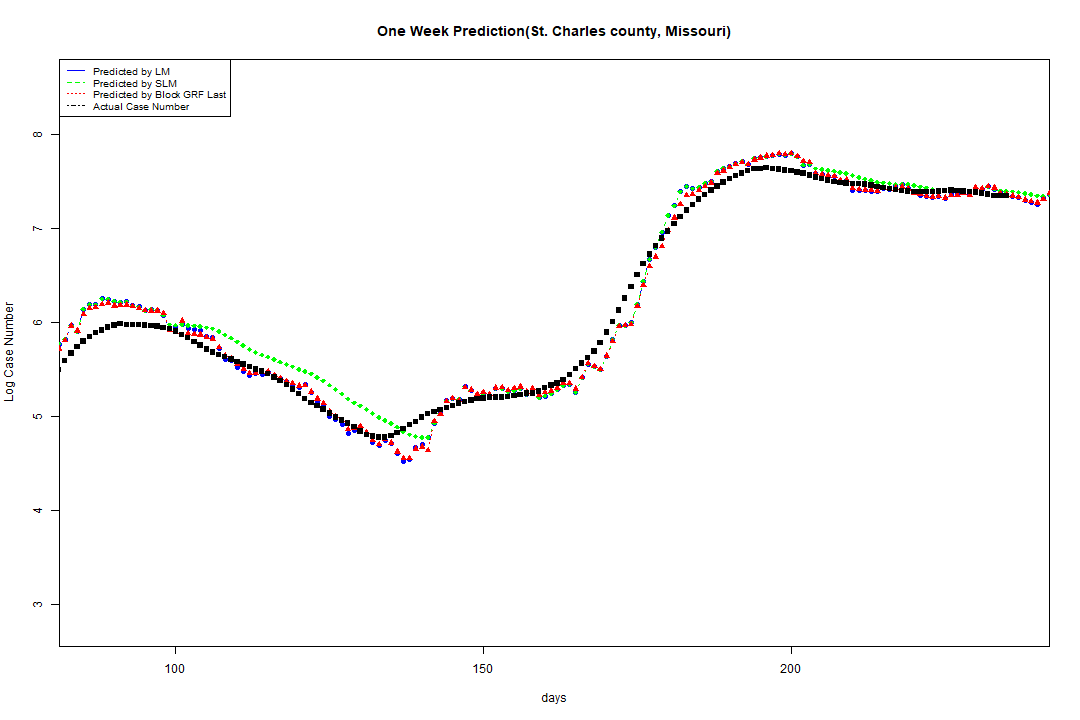 One Week Prediction(St. Charles county, Missouri)
Predicted by LM
Predicted by SLM
Predicted by Block GRF Last
Actual Case Number
8
7
6
5
4
3
Log Case Number
100 150 200
days